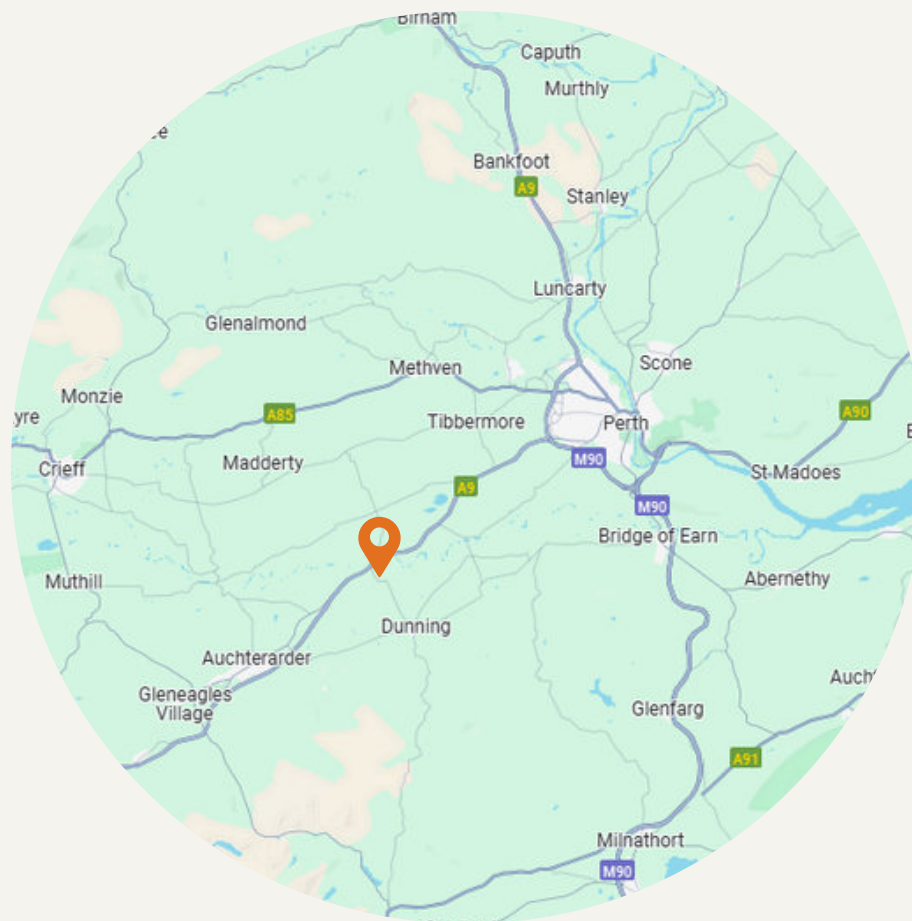 Birnam
Caputh
Murthly
Bankfoot
A9
Stanley
Luncarty
Glenalmond
Scone
Methven
Monzie
A85
Tibbermore
Perth
A90
Crieff
Madderty
M90
St Madoes
A9
M90
Bridge of Earn
Muthill
Abernethy
Dunning
Auchterarder
Gleneagles
Village
Glenfarg
A91
Milnathort
M90